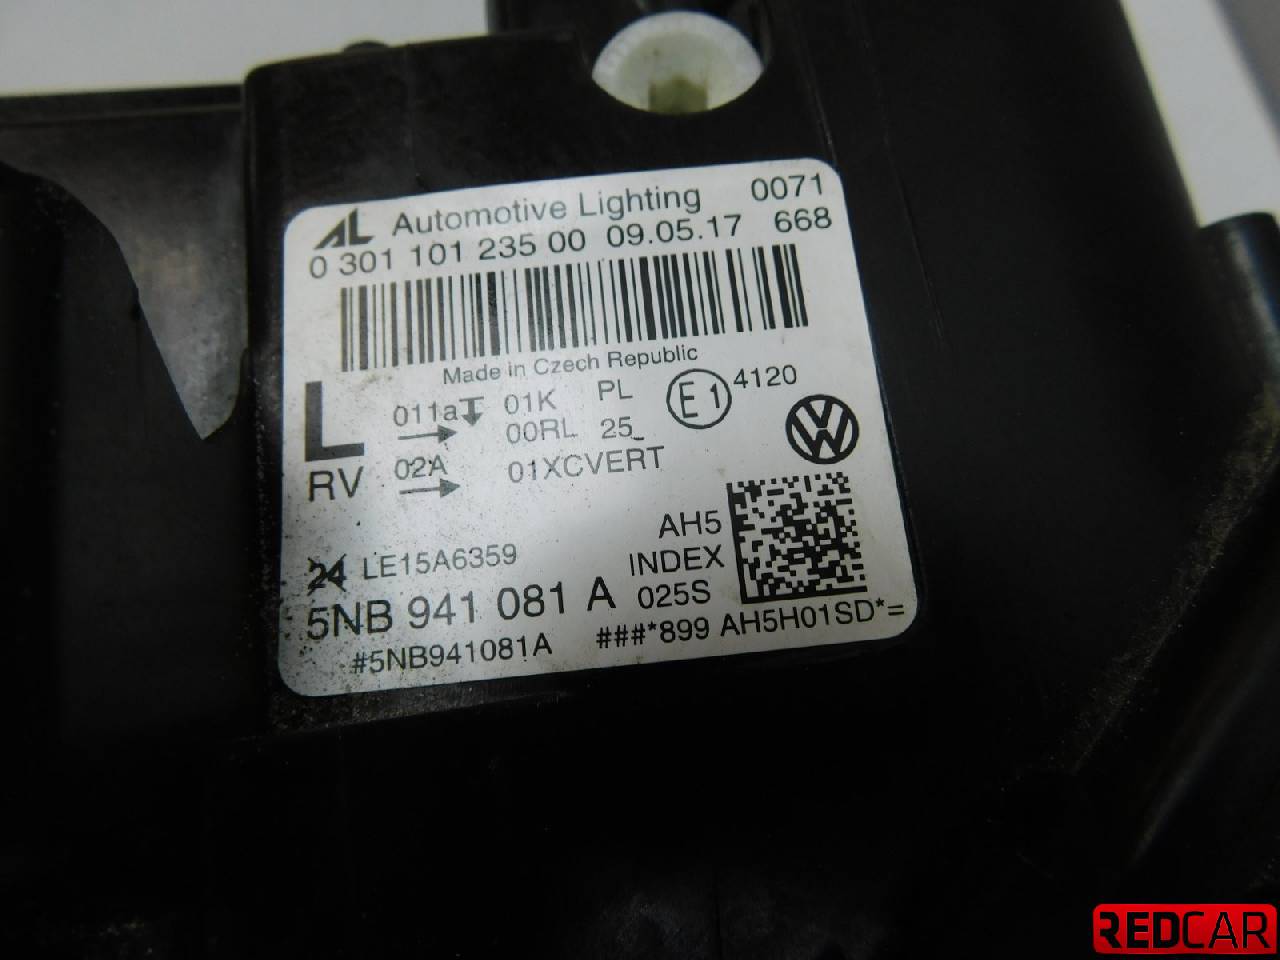 AL Automotive Lighting 0071
0 301 101 235 00 09.05.17 668
Made in Czech Republic
L 011a 01K PL E1 4120
00RL 25
RV 02A 01XCVERT
AH5
24 LE15A6359 INDEX
5NB 941 081 A 025S
#5NB941081A ###*899 AH5H01SD*=
REDCAR